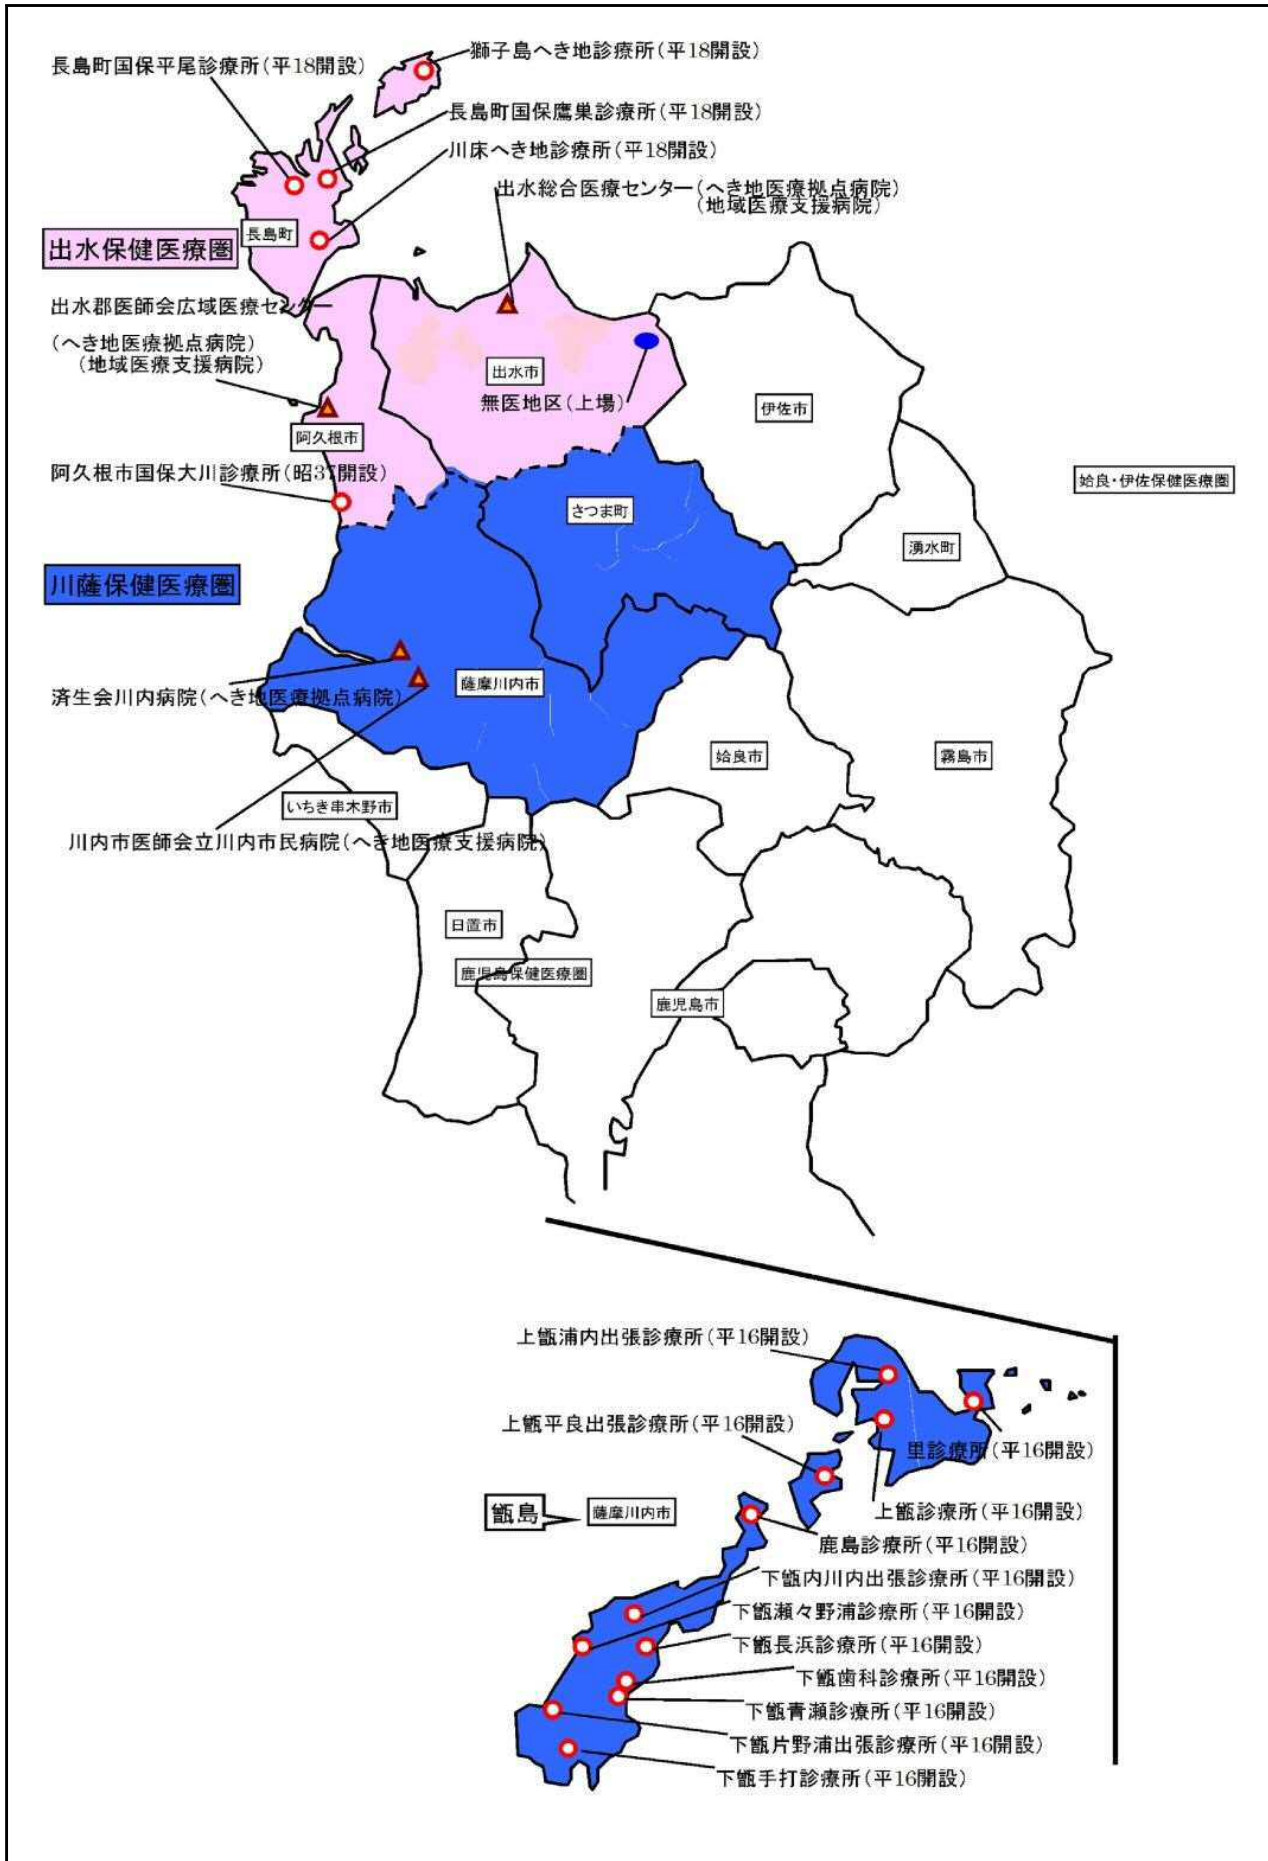 獅子島へき地診療所(平18開設)
長島町国保平尾診療所(平18開設)
長島町国保鷹巣診療所(平18開設)
川床へき地診療所(平18開設)
出水総合医療センター(へき地医療拠点病院)
(地域医療支援病院)
長島町
出水保健医療圏
出水郡医師会広域医療センター
(へき地医療拠点病院)
(地域医療支援病院)
出水市
無医地区(上場)
伊佐市
阿久根市
阿久根市国保大川診療所(昭37開設)
姶良・伊佐保健医療圏
さつま町
湧水町
川薩保健医療圏
済生会川内病院(へき地医療拠点病院)
薩摩川内市
姶良市
霧島市
いちき串木野市
川内市医師会立川内市民病院(へき地医療支援病院)
日置市
鹿児島保健医療圏
鹿児島市
上甑浦内出張診療所(平16開設)
上甑平良出張診療所(平16開設)
里診療所(平16開設)
甑島
薩摩川内市
上甑診療所(平16開設)
鹿島診療所(平16開設)
下甑内川内出張診療所(平16開設)
下甑瀬々野浦診療所(平16開設)
下甑長浜診療所(平16開設)
下甑歯科診療所(平16開設)
下甑青瀬診療所(平16開設)
下甑片野浦出張診療所(平16開設)
下甑手打診療所(平16開設)